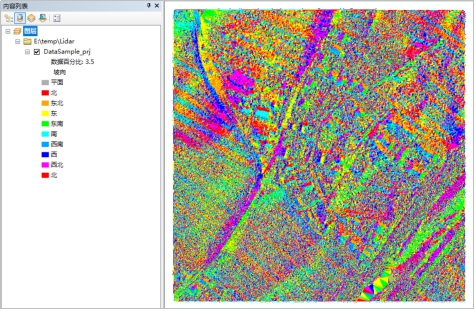 内容列表
图层
E:\temp\Lidar
DataSample_prj
数据百分比: 3.5
坡向
平面
北
东北
东
东南
南
西南
西
西北
北